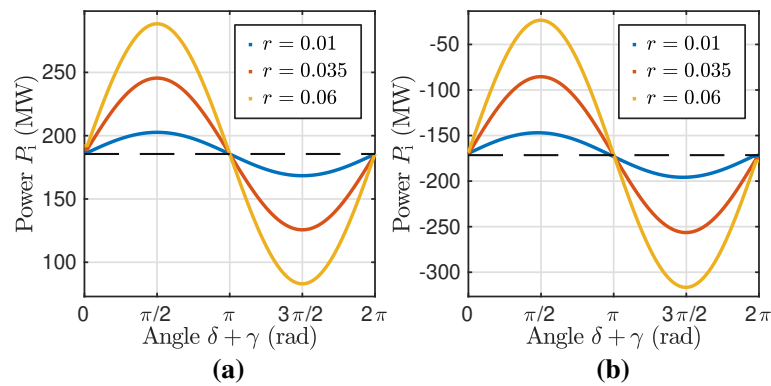 r = 0.01
r = 0.035
r = 0.06
250
200
150
100
Power P_i (MW)
0 π/2 π 3π/2 2π
Angle δ + γ (rad)
(a)
r = 0.01
r = 0.035
r = 0.06
-50
-100
-150
-200
-250
-300
Power P_i (MW)
0 π/2 π 3π/2 2π
Angle δ + γ (rad)
(b)